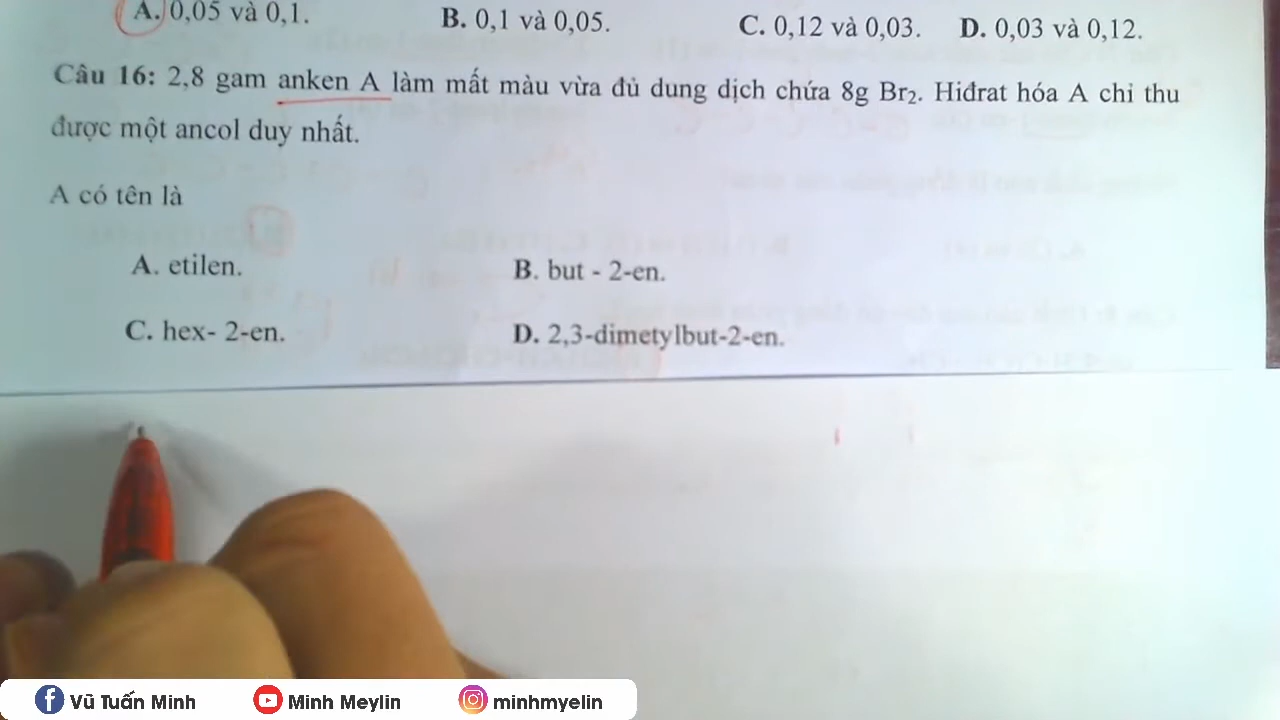 A. 0,05 và 0,1. B. 0,1 và 0,05. C. 0,12 và 0,03. D. 0,03 và 0,12.
Câu 16: 2,8 gam anken A làm mất màu vừa đủ dung dịch chứa 8g Br₂. Hiđrat hóa A chỉ thu
được một ancol duy nhất.
A có tên là
A. etilen. B. but - 2-en.
C. hex- 2-en. D. 2,3-dimetylbut-2-en.
Vũ Tuấn Minh Minh Meylin minhmyelin